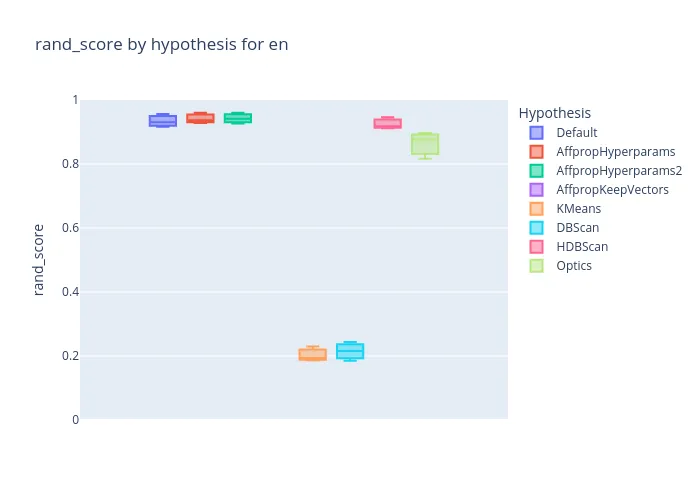 rand_score by hypothesis for en
1
0.8
0.6
0.4
0.2
0
rand_score
Hypothesis
Default
AffpropHyperparams
AffpropHyperparams2
AffpropKeepVectors
KMeans
DBScan
HDBScan
Optics